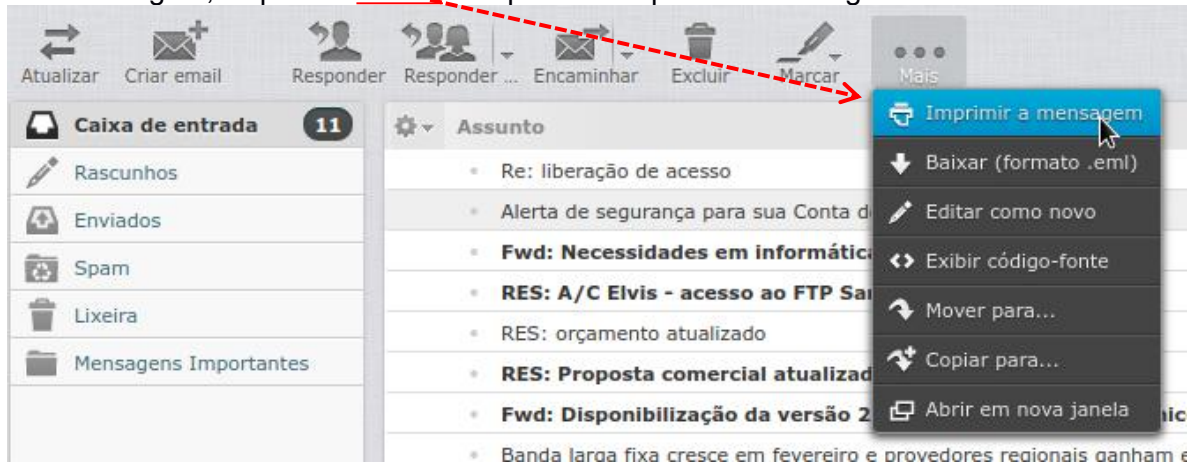 Atualizar Criar email Responder Responder ... Encaminhar Excluir Marcar Mais
Caixa de entrada 11
Rascunhos
Enviados
Spam
Lixeira
Mensagens Importantes
Assunto
Re: liberação de acesso
Alerta de segurança para sua Conta d
Fwd: Necessidades em informátic
RES: A/C Elvis - acesso ao FTP Sa
RES: orçamento atualizado
RES: Proposta comercial atualizad
Fwd: Disponibilização da versão 2 nic
Banda larga fixa cresce em fevereiro e provedores regionais ganham e
Imprimir a mensagem
Baixar (formato .eml)
Editar como novo
Exibir código-fonte
Mover para...
Copiar para...
Abrir em nova janela